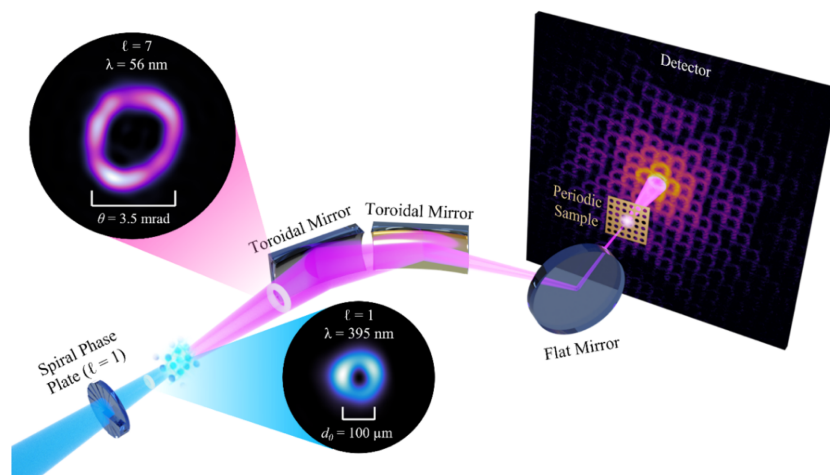 ℓ = 7
λ = 56 nm
θ = 3.5 mrad
Toroidal Mirror
Toroidal Mirror
Detector
Periodic
Sample
Flat Mirror
Spiral Phase
Plate (ℓ = 1)
ℓ = 1
λ = 395 nm
d₀ = 100 μm